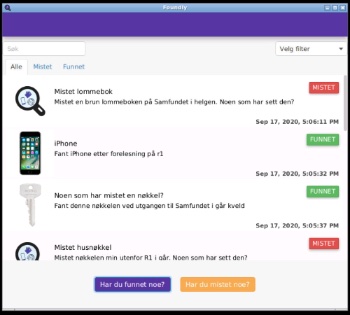 Foundly
Søk
Velg filter
Alle
Mistet
Funnet
Mistet lommebok
MISTET
Mistet en brun lommeboken på Samfundet i helgen. Noen som har sett den?
Sep 17, 2020, 5:06:11 PM
iPhone
FUNNET
Fant iPhone etter forelesning på r1
Sep 17, 2020, 5:05:32 PM
Noen som har mistet en nøkkel?
FUNNET
Fant denne nøkkelen ved utgangen til Samfundet i går kveld
Sep 17, 2020, 5:05:37 PM
Mistet husnøkkel
MISTET
Mistet nøkkelen min utenfor R1 i går. Noen som har sett den?
Har du funnet noe?
Har du mistet noe?